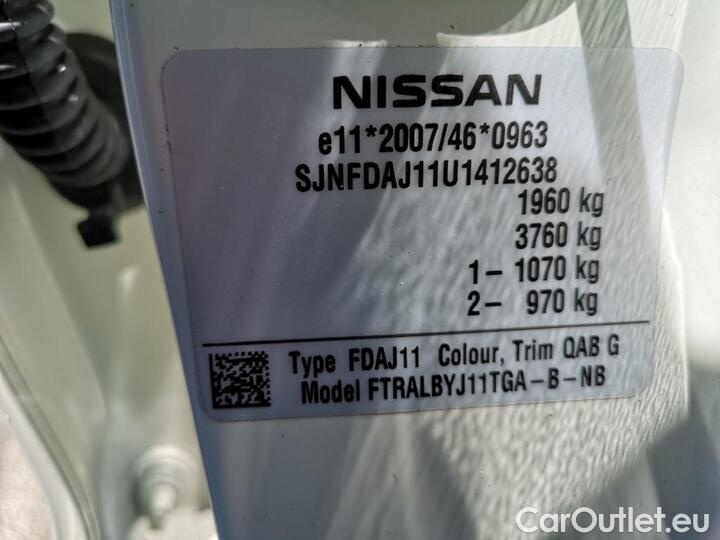 NISSAN
e11*2007/46*0963
SJNFDAJ11U1412638
1960 kg
3760 kg
1- 1070 kg
2- 970 kg
Type FDAJ11 Colour, Trim QAB G
Model FTRALBYJ11TGA-B-NB
CarOutlet.eu